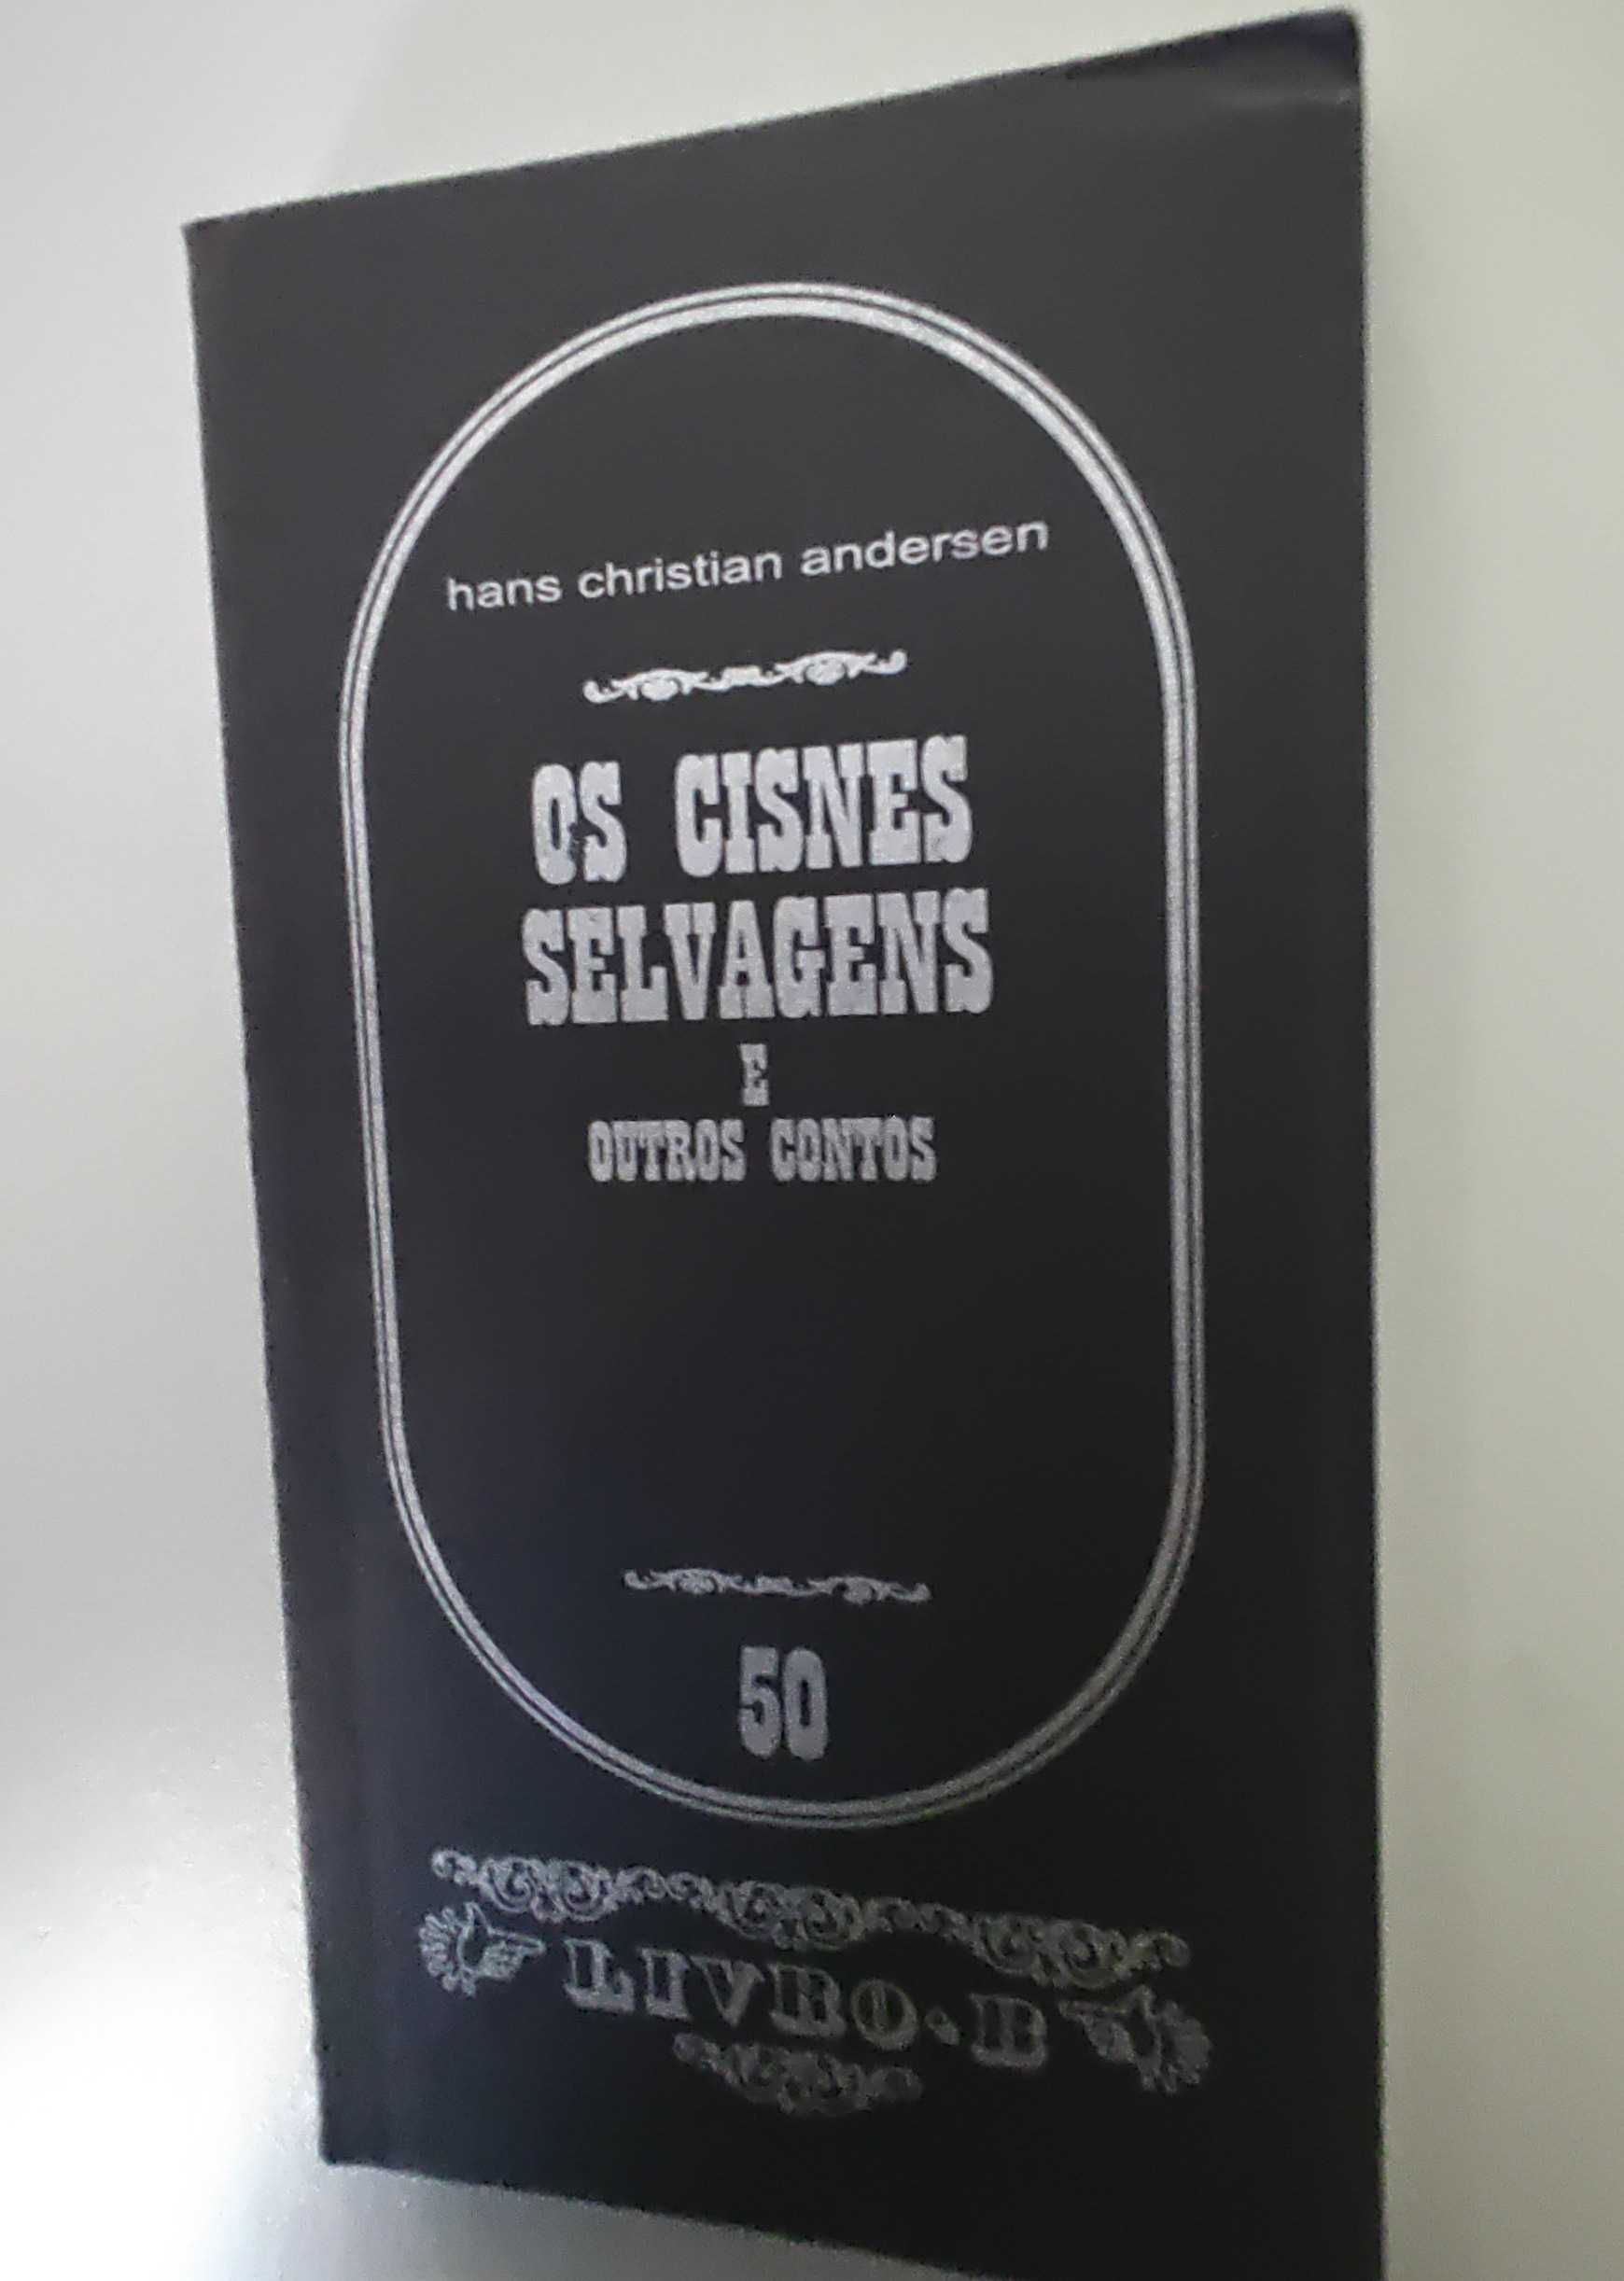 hans christian andersen
OS CISNES
SELVAGENS
E
OUTROS CONTOS
50
LIVRO·B